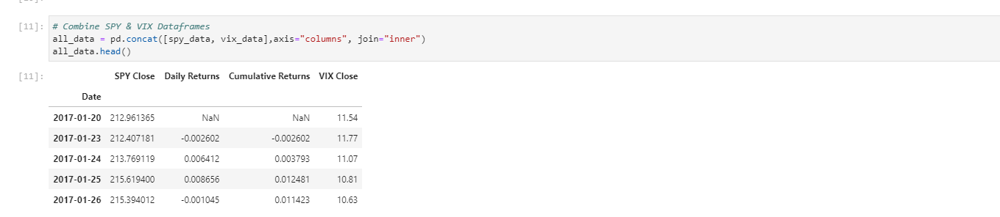 [11]: # Combine SPY & VIX Dataframes
all_data = pd.concat([spy_data, vix_data],axis="columns", join="inner")
all_data.head()
[11]: SPY Close Daily Returns Cumulative Returns VIX Close
Date
2017-01-20 212.961365 NaN NaN 11.54
2017-01-23 212.407181 -0.002602 -0.002602 11.77
2017-01-24 213.769119 0.006412 0.003793 11.07
2017-01-25 215.619400 0.008656 0.012481 10.81
2017-01-26 215.394012 -0.001045 0.011423 10.63